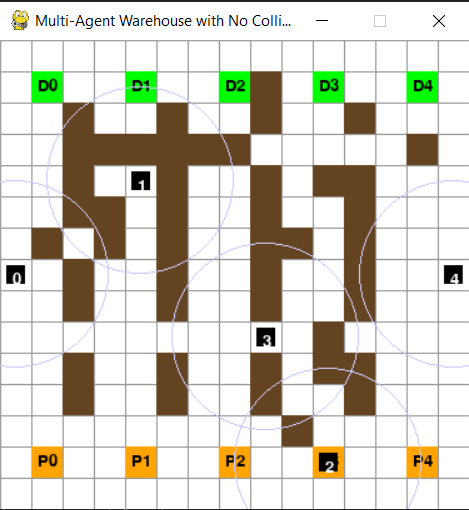 Multi-Agent Warehouse with No Colli...
D0 D1 D2 D3 D4
1
0 4
3
P0 P1 P2 2 P4